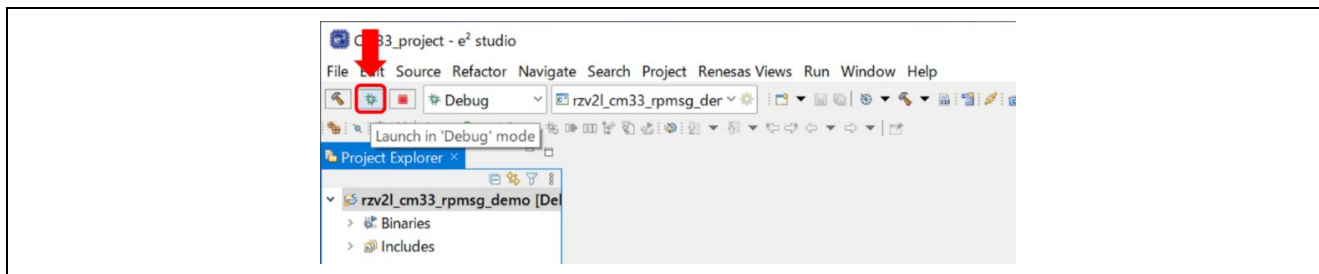 33_project - e² studio
File Edit Source Refactor Navigate Search Project Renesas Views Run Window Help
Debug rzv2l_cm33_rpmsg_der
Launch in 'Debug' mode
Project Explorer
rzv2l_cm33_rpmsg_demo [Del
Binaries
Includes